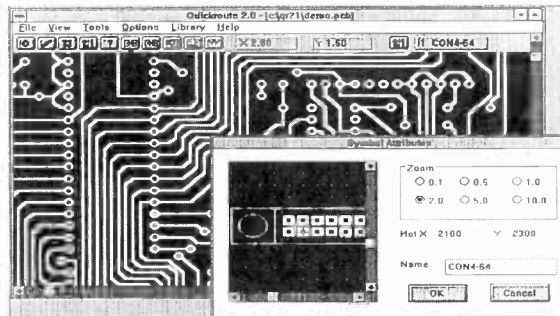 Quickroute 2.0 - [c:\qr21\demo.pcb]
File View Tools Options Library Help
X 2.00 Y 1.50 CON4-64
Symbol Attributes
Zoom
0.1 0.5 1.0
2.0 5.0 10.0
Hot X 2100 Y 2300
Name CON4-64
OK Cancel